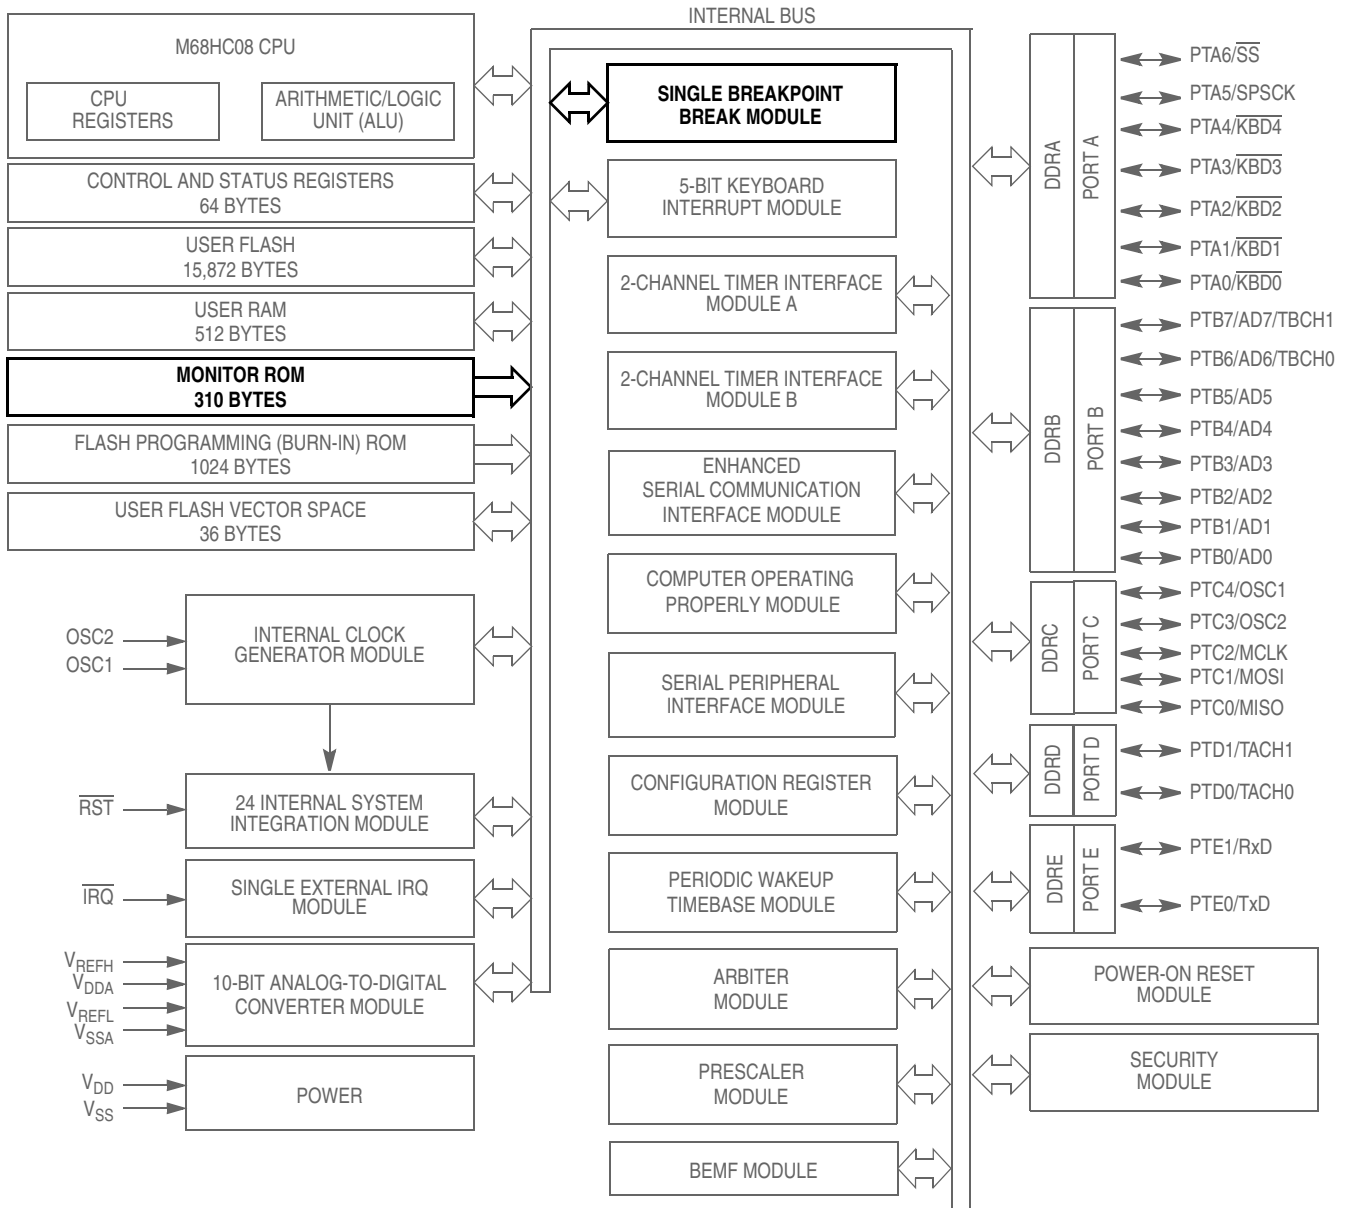 INTERNAL BUS
M68HC08 CPU
CPU
REGISTERS
ARITHMETIC/LOGIC
UNIT (ALU)
CONTROL AND STATUS REGISTERS
64 BYTES
USER FLASH
15,872 BYTES
USER RAM
512 BYTES
MONITOR ROM
310 BYTES
FLASH PROGRAMMING (BURN-IN) ROM
1024 BYTES
USER FLASH VECTOR SPACE
36 BYTES
OSC2
OSC1
INTERNAL CLOCK
GENERATOR MODULE
RST
24 INTERNAL SYSTEM
INTEGRATION MODULE
IRQ
SINGLE EXTERNAL IRQ
MODULE
VREFH
VDDA
VREFL
VSSA
10-BIT ANALOG-TO-DIGITAL
CONVERTER MODULE
VDD
VSS
POWER
SINGLE BREAKPOINT
BREAK MODULE
5-BIT KEYBOARD
INTERRUPT MODULE
2-CHANNEL TIMER INTERFACE
MODULE A
2-CHANNEL TIMER INTERFACE
MODULE B
ENHANCED
SERIAL COMMUNICATION
INTERFACE MODULE
COMPUTER OPERATING
PROPERLY MODULE
SERIAL PERIPHERAL
INTERFACE MODULE
CONFIGURATION REGISTER
MODULE
PERIODIC WAKEUP
TIMEBASE MODULE
ARBITER
MODULE
PRESCALER
MODULE
BEMF MODULE
DDRA
PORT A
PTA6/SS
PTA5/SPSCK
PTA4/KBD4
PTA3/KBD3
PTA2/KBD2
PTA1/KBD1
PTA0/KBD0
DDRB
PORT B
PTB7/AD7/TBCH1
PTB6/AD6/TBCH0
PTB5/AD5
PTB4/AD4
PTB3/AD3
PTB2/AD2
PTB1/AD1
PTB0/AD0
DDRC
PORT C
PTC4/OSC1
PTC3/OSC2
PTC2/MCLK
PTC1/MOSI
PTC0/MISO
DDRD
PORT D
PTD1/TACH1
PTD0/TACH0
DDRE
PORT E
PTE1/RxD
PTE0/TxD
POWER-ON RESET
MODULE
SECURITY
MODULE